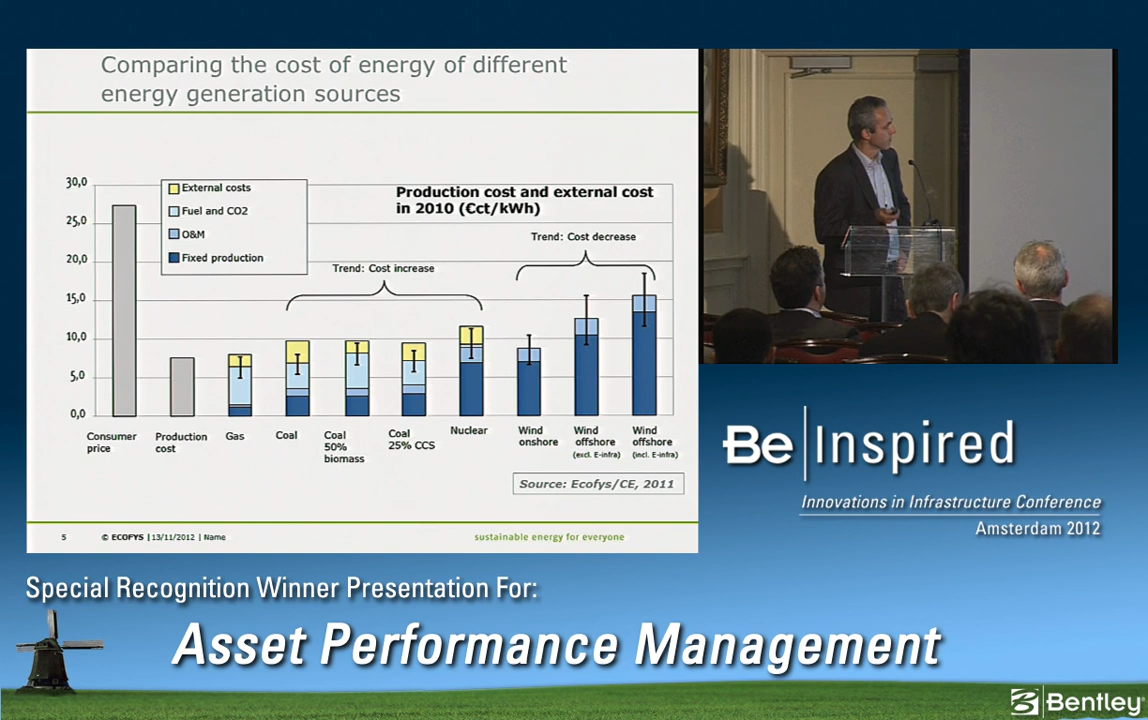 Comparing the cost of energy of different
energy generation sources
30,0
25,0
20,0
15,0
10,0
5,0
0,0
External costs
Fuel and CO2
O&M
Fixed production
Production cost and external cost
in 2010 (€ct/kWh)
Trend: Cost decrease
Trend: Cost increase
Consumer
price
Production
cost
Gas
Coal
Coal
50%
biomass
Coal
25% CCS
Nuclear
Wind
onshore
Wind
offshore
(excl. E-infra)
Wind
offshore
(incl. E-infra)
Source: Ecofys/CE, 2011
5 © ECOFYS | 13/11/2012 | Name sustainable energy for everyone
Be Inspired
Innovations in Infrastructure Conference
Amsterdam 2012
Special Recognition Winner Presentation For:
Asset Performance Management
Bentley